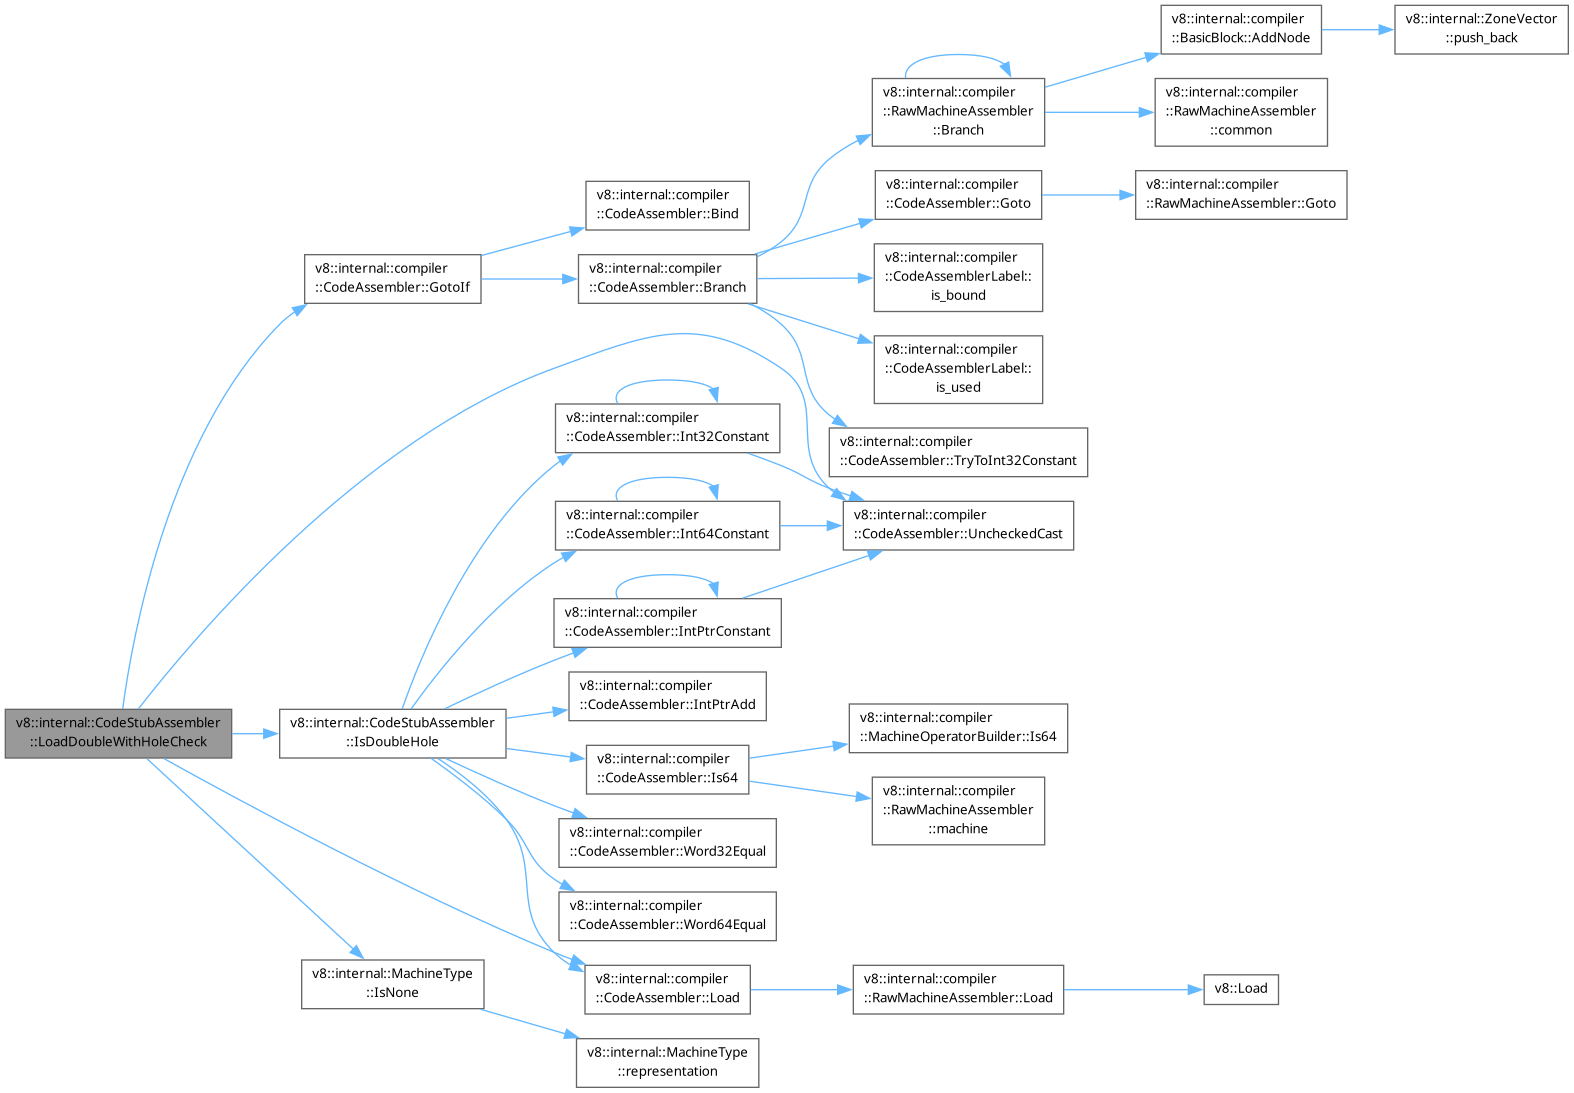 v8::internal::compiler
::BasicBlock::AddNode
v8::internal::ZoneVector
::push_back
v8::internal::compiler
::RawMachineAssembler
::Branch
v8::internal::compiler
::RawMachineAssembler
::common
v8::internal::compiler
::CodeAssembler::Bind
v8::internal::compiler
::CodeAssembler::Goto
v8::internal::compiler
::RawMachineAssembler::Goto
v8::internal::compiler
::CodeAssembler::GotoIf
v8::internal::compiler
::CodeAssembler::Branch
v8::internal::compiler
::CodeAssemblerLabel::
is_bound
v8::internal::compiler
::CodeAssemblerLabel::
is_used
v8::internal::compiler
::CodeAssembler::Int32Constant
v8::internal::compiler
::CodeAssembler::TryToInt32Constant
v8::internal::compiler
::CodeAssembler::Int64Constant
v8::internal::compiler
::CodeAssembler::UncheckedCast
v8::internal::compiler
::CodeAssembler::IntPtrConstant
v8::internal::compiler
::CodeAssembler::IntPtrAdd
v8::internal::CodeStubAssembler
::LoadDoubleWithHoleCheck
v8::internal::CodeStubAssembler
::IsDoubleHole
v8::internal::compiler
::CodeAssembler::Is64
v8::internal::compiler
::MachineOperatorBuilder::Is64
v8::internal::compiler
::RawMachineAssembler
::machine
v8::internal::compiler
::CodeAssembler::Word32Equal
v8::internal::compiler
::CodeAssembler::Word64Equal
v8::internal::MachineType
::IsNone
v8::internal::compiler
::CodeAssembler::Load
v8::internal::compiler
::RawMachineAssembler::Load
v8::Load
v8::internal::MachineType
::representation